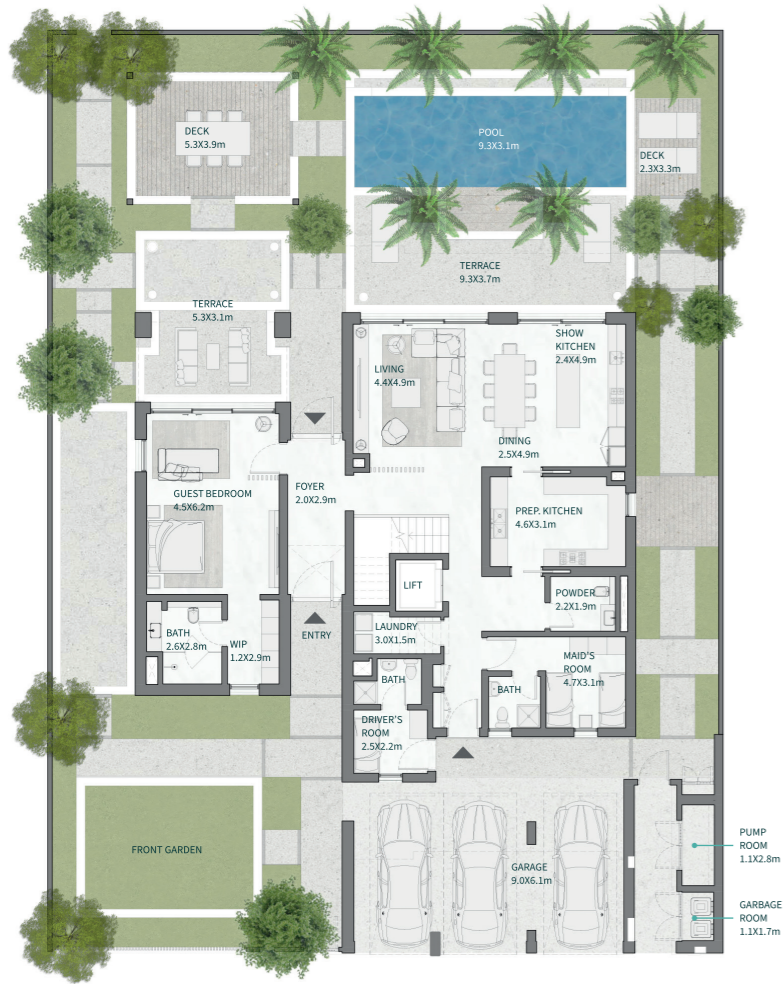 DECK
5.3X3.9m
POOL
9.3X3.1m
DECK
2.3X3.3m
TERRACE
9.3X3.7m
TERRACE
5.3X3.1m
SHOW
KITCHEN
2.4X4.9m
LIVING
4.4X4.9m
DINING
2.5X4.9m
GUEST BEDROOM
4.5X6.2m
FOYER
2.0X2.9m
PREP. KITCHEN
4.6X3.1m
LIFT
POWDER
2.2X1.9m
ENTRY
LAUNDRY
3.0X1.5m
BATH
2.6X2.8m
WIP
1.2X2.9m
MAID'S
ROOM
4.7X3.1m
BATH
BATH
DRIVER'S
ROOM
2.5X2.2m
FRONT GARDEN
GARAGE
9.0X6.1m
PUMP
ROOM
1.1X2.8m
GARBAGE
ROOM
1.1X1.7m